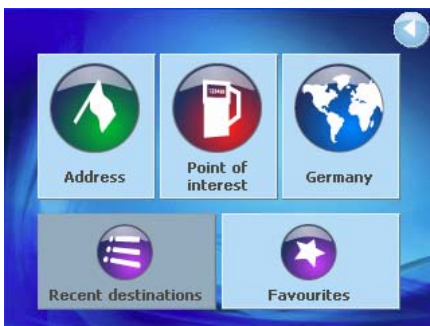 Address
Point of
interest
Germany
Recent destinations
Favourites